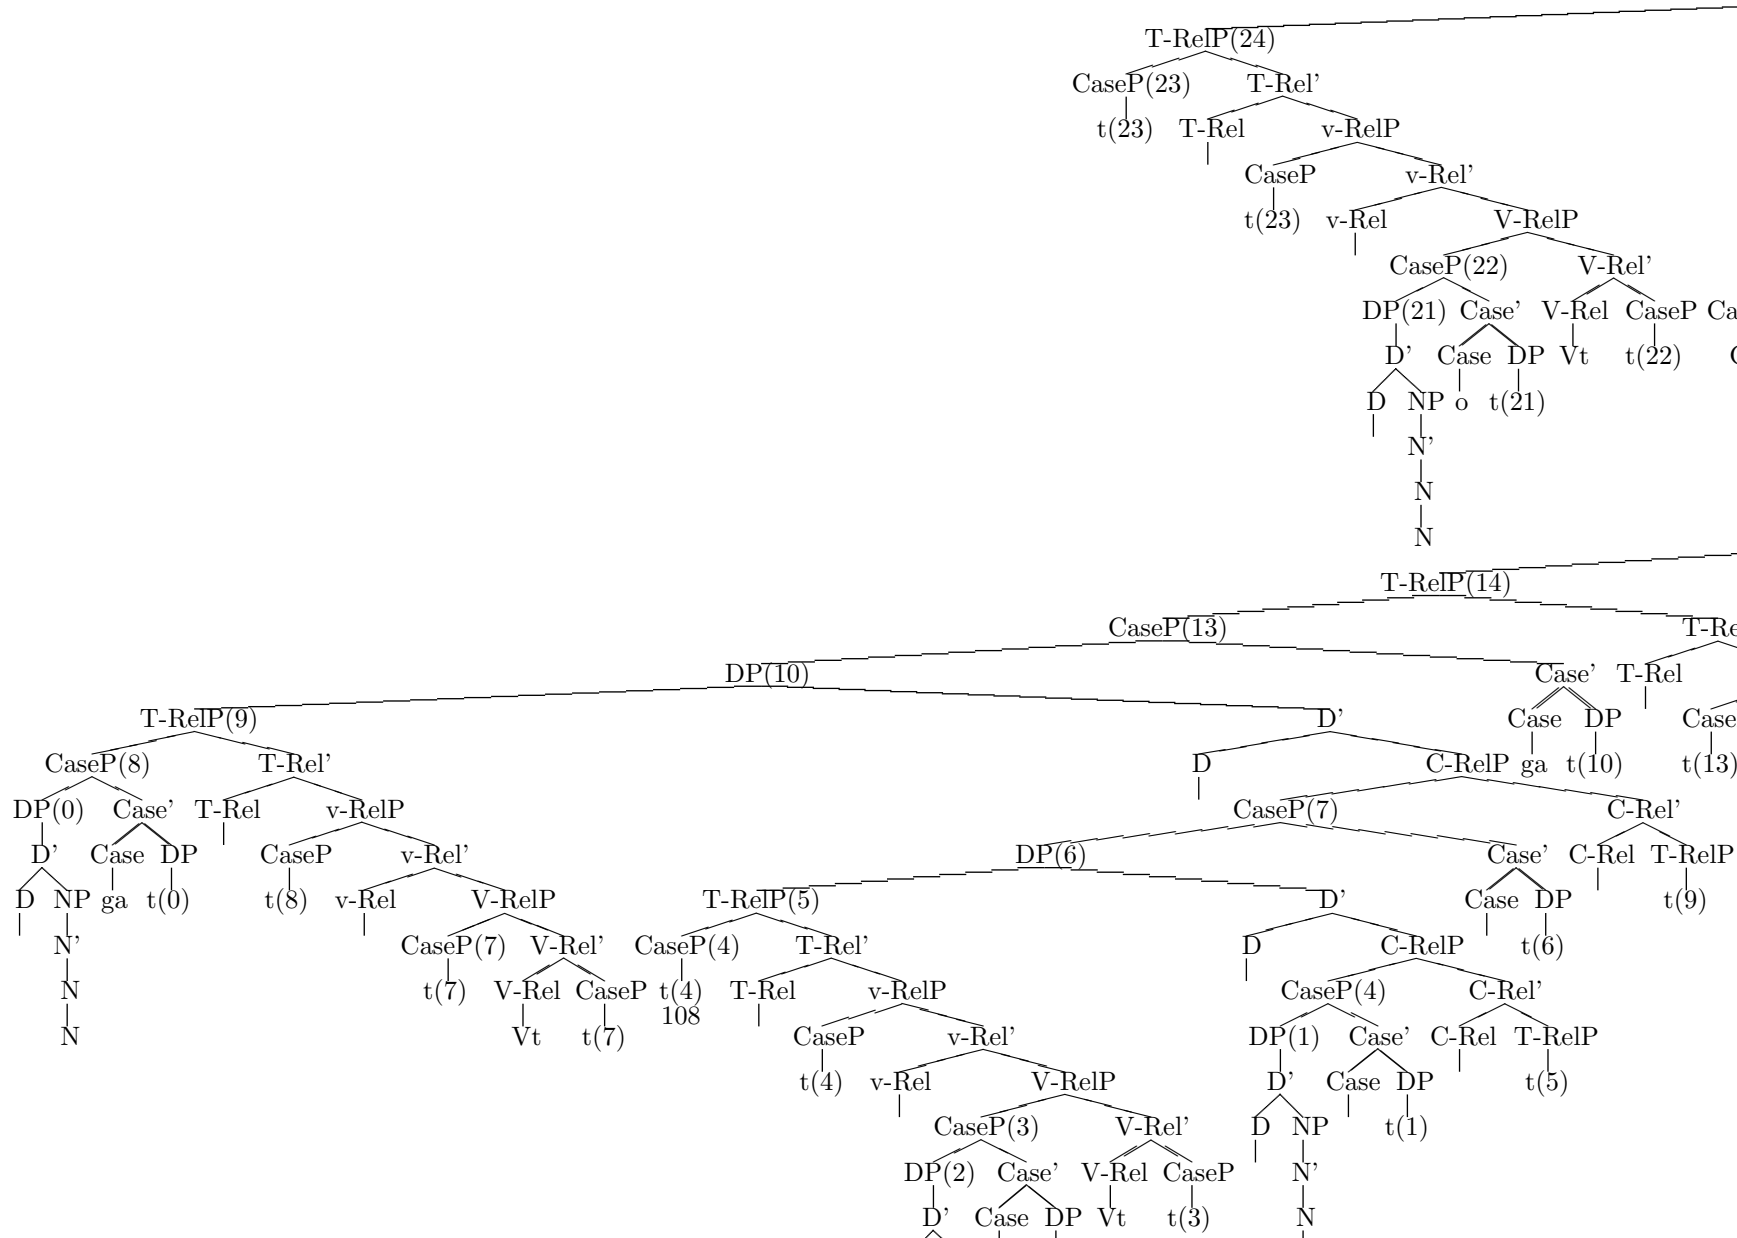 T-RelP(24)
CaseP(23) T-Rel'
t(23) T-Rel v-RelP
CaseP v-Rel'
t(23) v-Rel V-RelP
CaseP(22) V-Rel'
DP(21) Case' V-Rel CaseP Ca
D' Case DP Vt t(22)
D NP o t(21)
N'
N
N
T-RelP(14)
CaseP(13) T-Re
DP(10) Case' T-Rel
T-RelP(9) D' Case DP Case
CaseP(8) T-Rel' D C-RelP ga t(10) t(13)
DP(0) Case' T-Rel v-RelP CaseP(7) C-Rel'
D' Case DP CaseP v-Rel' DP(6) Case' C-Rel T-RelP
D NP ga t(0) t(8) v-Rel V-RelP T-RelP(5) D' Case DP t(9)
N' CaseP(7) V-Rel' CaseP(4) T-Rel' D C-RelP t(6)
N t(7) V-Rel CaseP t(4) T-Rel v-RelP CaseP(4) C-Rel'
108
N Vt t(7) CaseP v-Rel' DP(1) Case' C-Rel T-RelP
t(4) v-Rel V-RelP D' Case DP t(5)
CaseP(3) V-Rel' D NP t(1)
DP(2) Case' V-Rel CaseP N'
D' Case DP Vt t(3) N